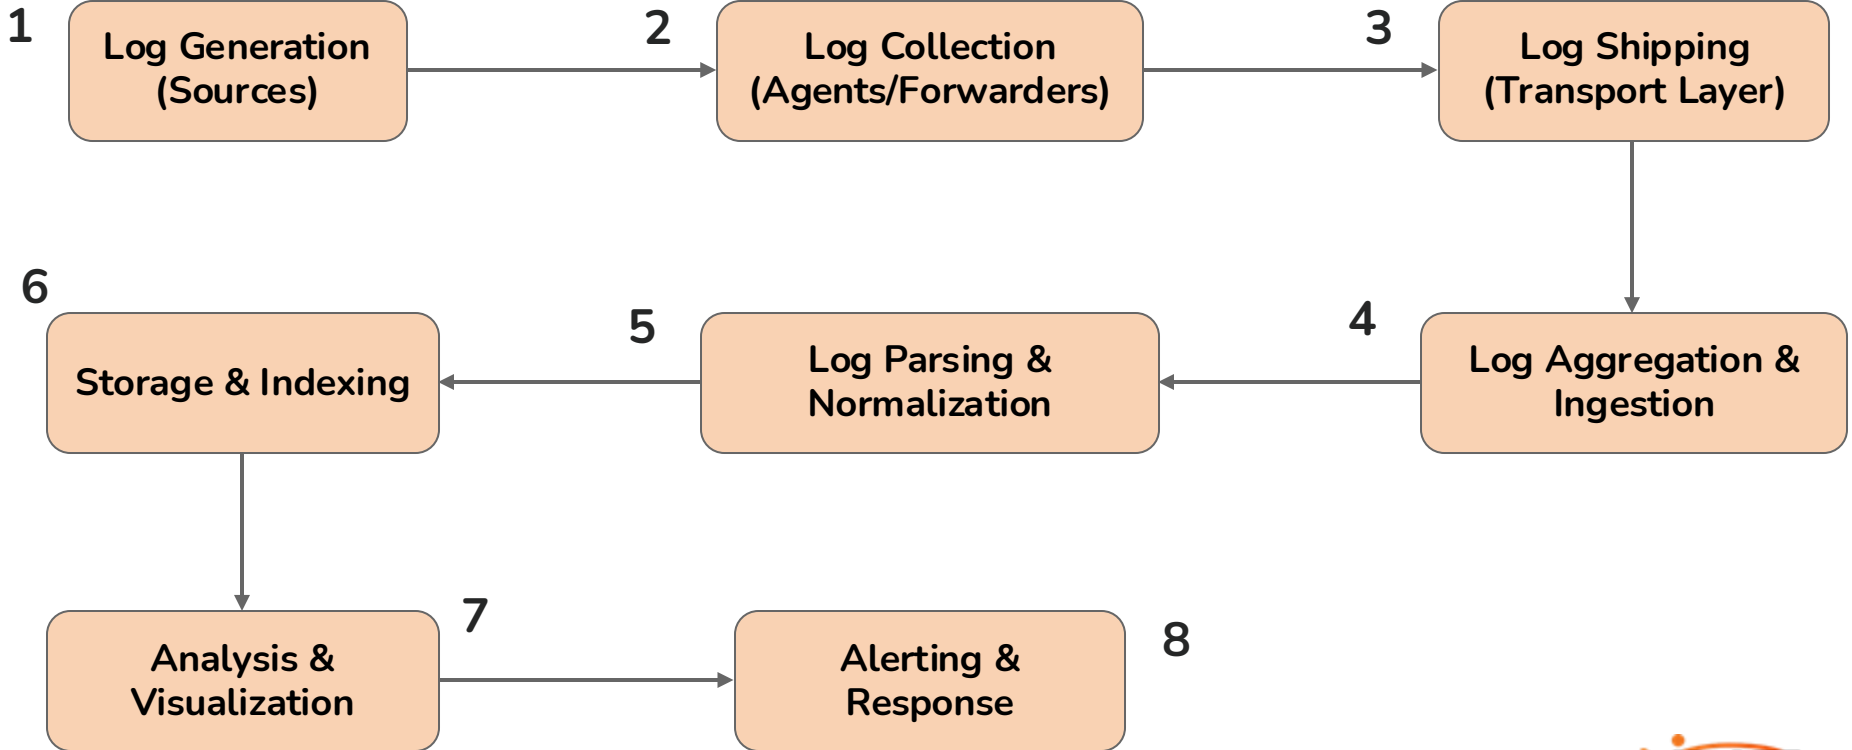 1
Log Generation
(Sources)
2
Log Collection
(Agents/Forwarders)
3
Log Shipping
(Transport Layer)
4
Log Aggregation &
Ingestion
5
Log Parsing &
Normalization
6
Storage & Indexing
7
Analysis &
Visualization
8
Alerting &
Response